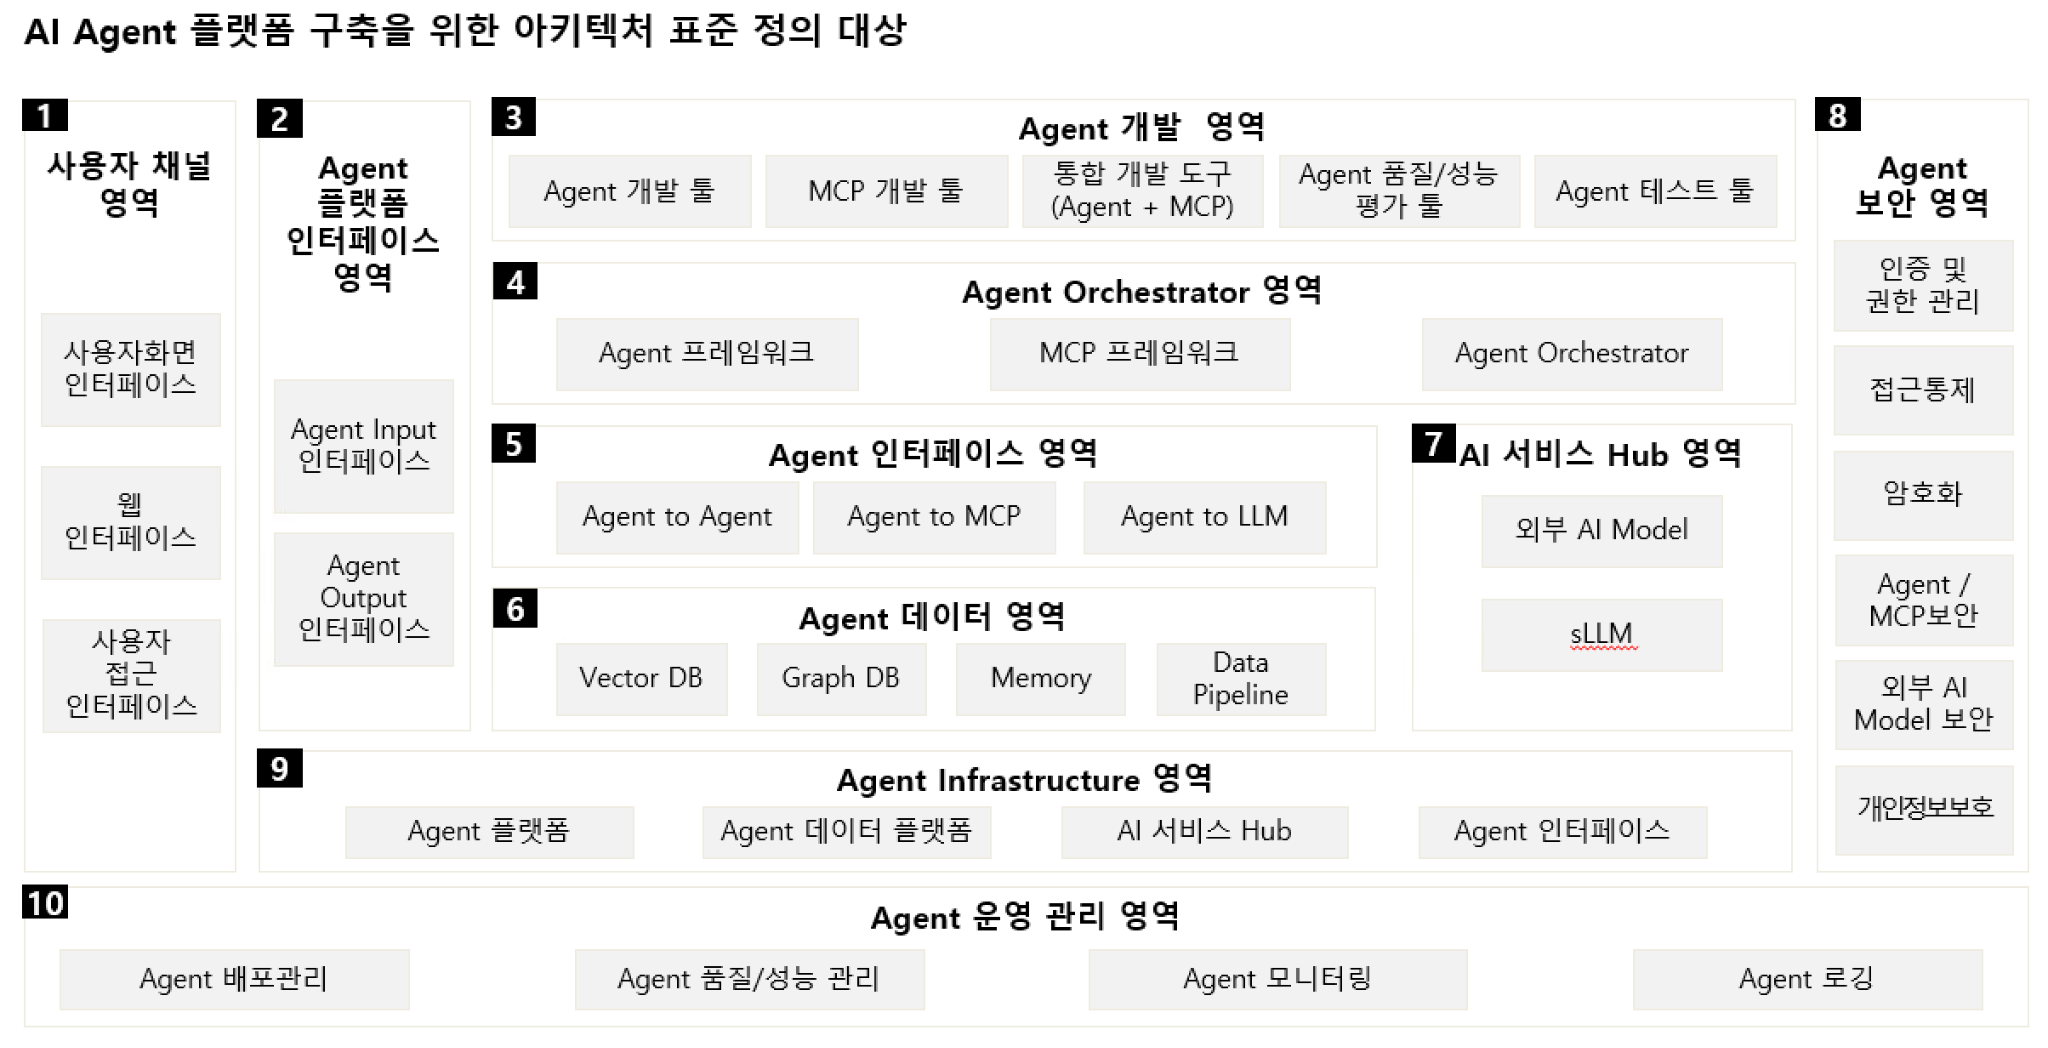 AI Agent 플랫폼 구축을 위한 아키텍처 표준 정의 대상
1
사용자 채널
영역
사용자화면
인터페이스
웹
인터페이스
사용자
접근
인터페이스
2
Agent
플랫폼
인터페이스
영역
Agent Input
인터페이스
Agent
Output
인터페이스
3
Agent 개발 영역
Agent 개발 툴
MCP 개발 툴
통합 개발 도구
(Agent + MCP)
Agent 품질/성능
평가 툴
Agent 테스트 툴
4
Agent Orchestrator 영역
Agent 프레임워크
MCP 프레임워크
Agent Orchestrator
5
Agent 인터페이스 영역
Agent to Agent
Agent to MCP
Agent to LLM
6
Agent 데이터 영역
Vector DB
Graph DB
Memory
Data
Pipeline
7
AI 서비스 Hub 영역
외부 AI Model
sLLM
8
Agent
보안 영역
인증 및
권한 관리
접근통제
암호화
Agent /
MCP보안
외부 AI
Model 보안
개인정보보호
9
Agent Infrastructure 영역
Agent 플랫폼
Agent 데이터 플랫폼
AI 서비스 Hub
Agent 인터페이스
10
Agent 운영 관리 영역
Agent 배포관리
Agent 품질/성능 관리
Agent 모니터링
Agent 로깅